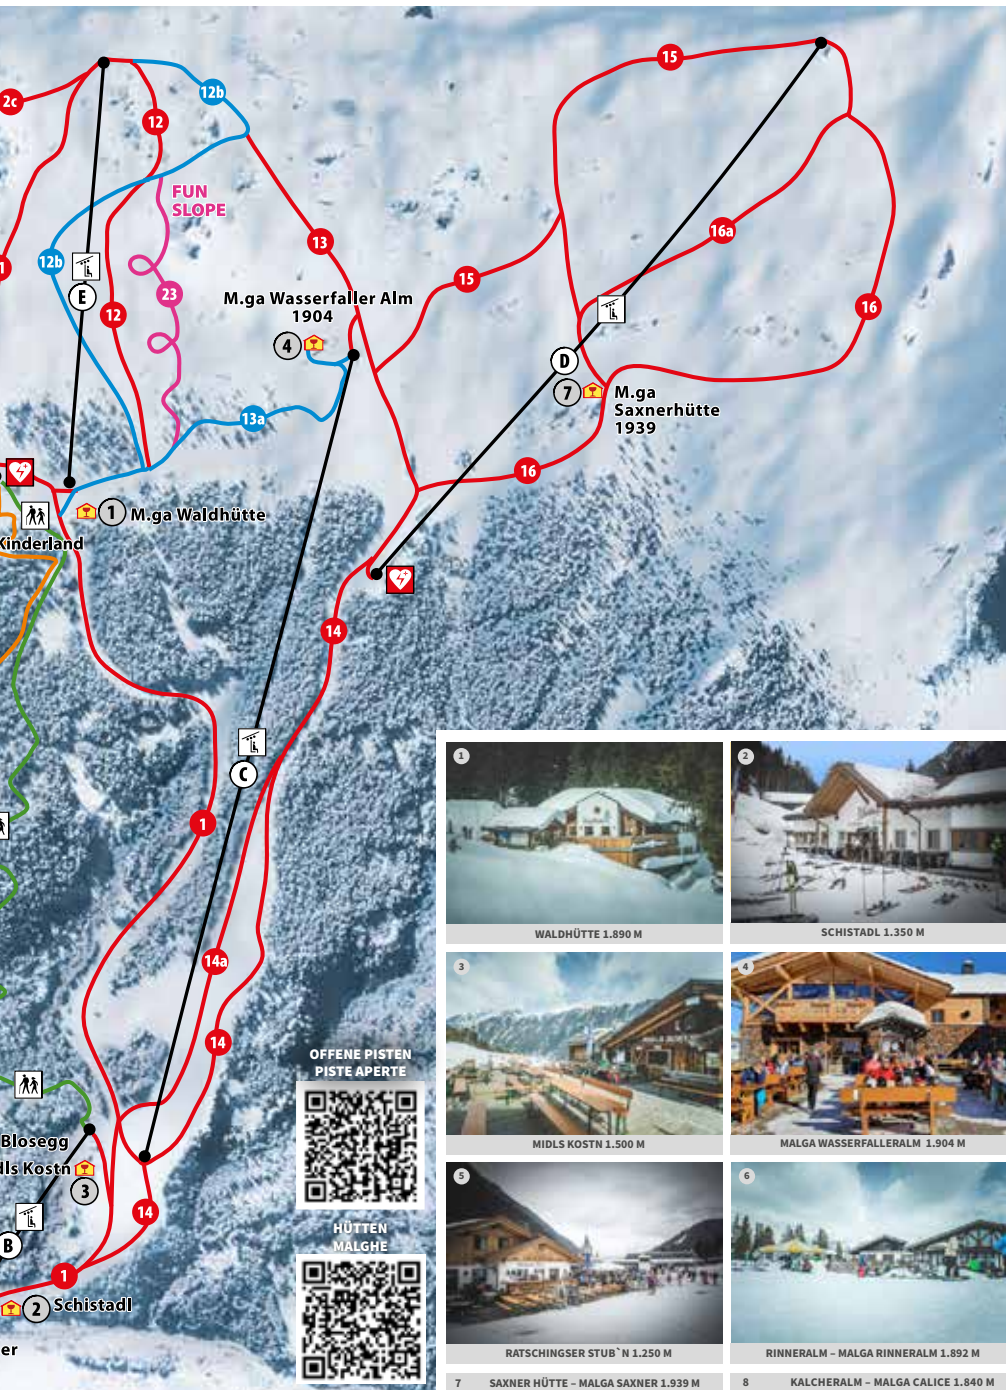 15
2c
12b
12
FUN
SLOPE
16a
13
12b
1
15
E
23
M.ga Wasserfaller Alm
1904
12
16
4
D
7
M.ga
Saxnerhütte
1939
13a
16
1
M.ga Waldhütte
Kinderland
14
C
1
14a
14
OFFENE PISTEN
PISTE APERTE
Blosegg
dls Kostn
3
14
B
HÜTTEN
MALGHE
1
2
Schistadl
er
1
WALDHÜTTE 1.890 M
2
SCHISTADL 1.350 M
3
MIDLS KOSTN 1.500 M
4
MALGA WASSERFALLERALM 1.904 M
5
RATSCHINGSER STUB`N 1.250 M
6
RINNERALM – MALGA RINNERALM 1.892 M
7 SAXNER HÜTTE – MALGA SAXNER 1.939 M
8 KALCHERALM – MALGA CALICE 1.840 M